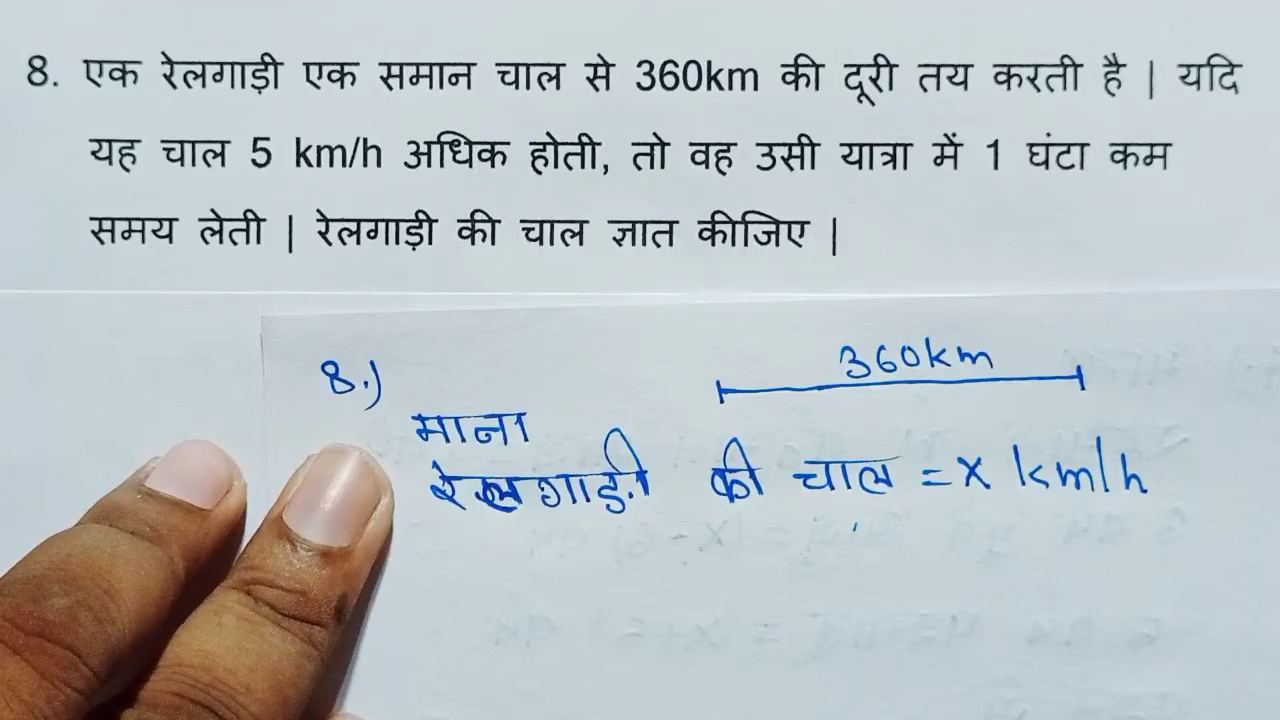 8. एक रेलगाड़ी एक समान चाल से 360km की दूरी तय करती है | यदि
यह चाल 5 km/h अधिक होती, तो वह उसी यात्रा में 1 घंटा कम
समय लेती | रेलगाड़ी की चाल ज्ञात कीजिए |
8.)
360km
माना
रेलगाड़ी की चाल = x km/h